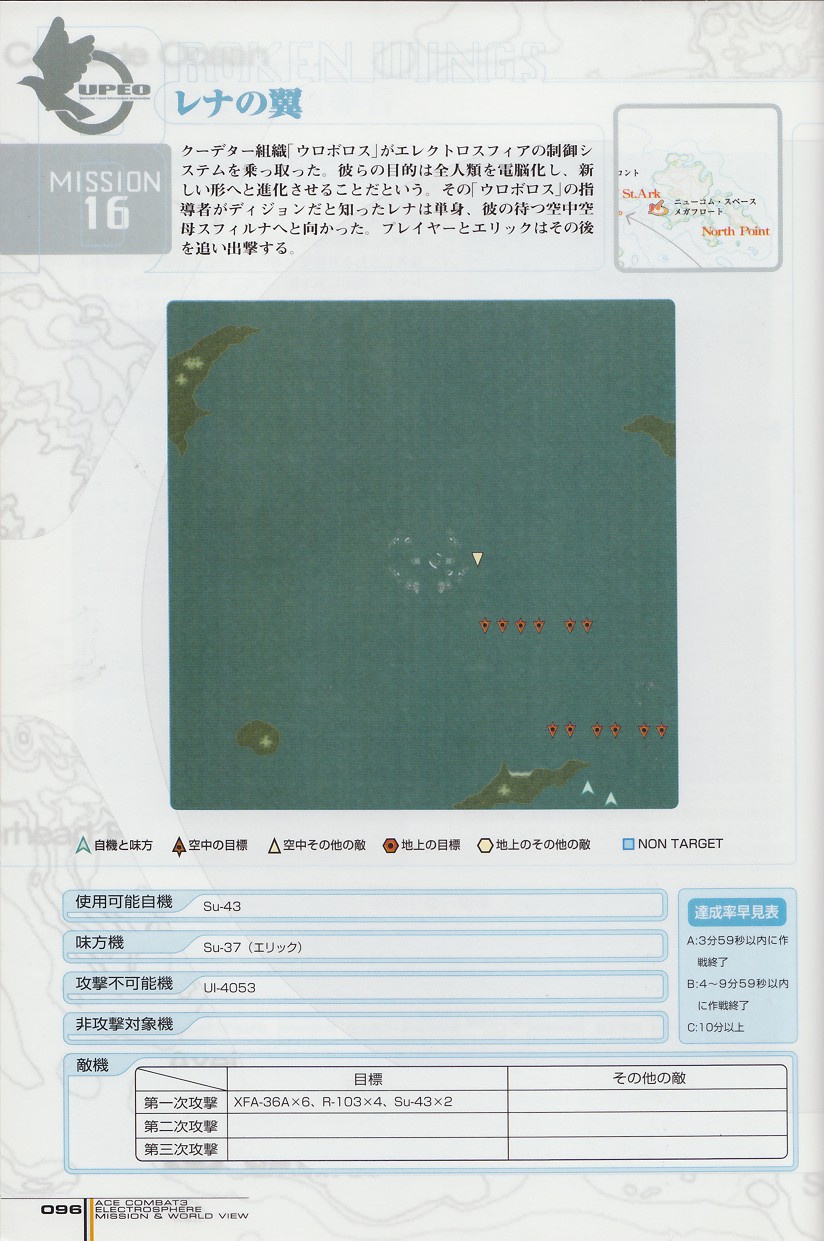 BROKEN WINGS
UPEO
レナの翼
MISSION
16
クーデター組織「ウロボロス」がエレクトロスフィアの制御シ
ステムを乗っ取った。彼らの目的は全人類を電脳化し、新
しい形へと進化させることだという。その「ウロボロス」の指
導者がディジョンだと知ったレナは単身、彼の待つ空中空
母スフィルナへと向かった。プレイヤーとエリックはその後
を追い出撃する。
St.Ark
ニューコム・スペース
メガフロート
North Point
自機と味方
空中の目標
空中その他の敵
地上の目標
地上のその他の敵
NON TARGET
使用可能自機
Su-43
味方機
Su-37（エリック）
攻撃不可能機
UI-4053
非攻撃対象機
達成率早見表
A:3分59秒以内に作
戦終了
B:4～9分59秒以内
に作戦終了
C:10分以上
敵機
目標
その他の敵
第一次攻撃
XFA-36A×6、R-103×4、Su-43×2
第二次攻撃
第三次攻撃
096
ACE COMBAT3
ELECTROSPHERE
MISSION & WORLD VIEW